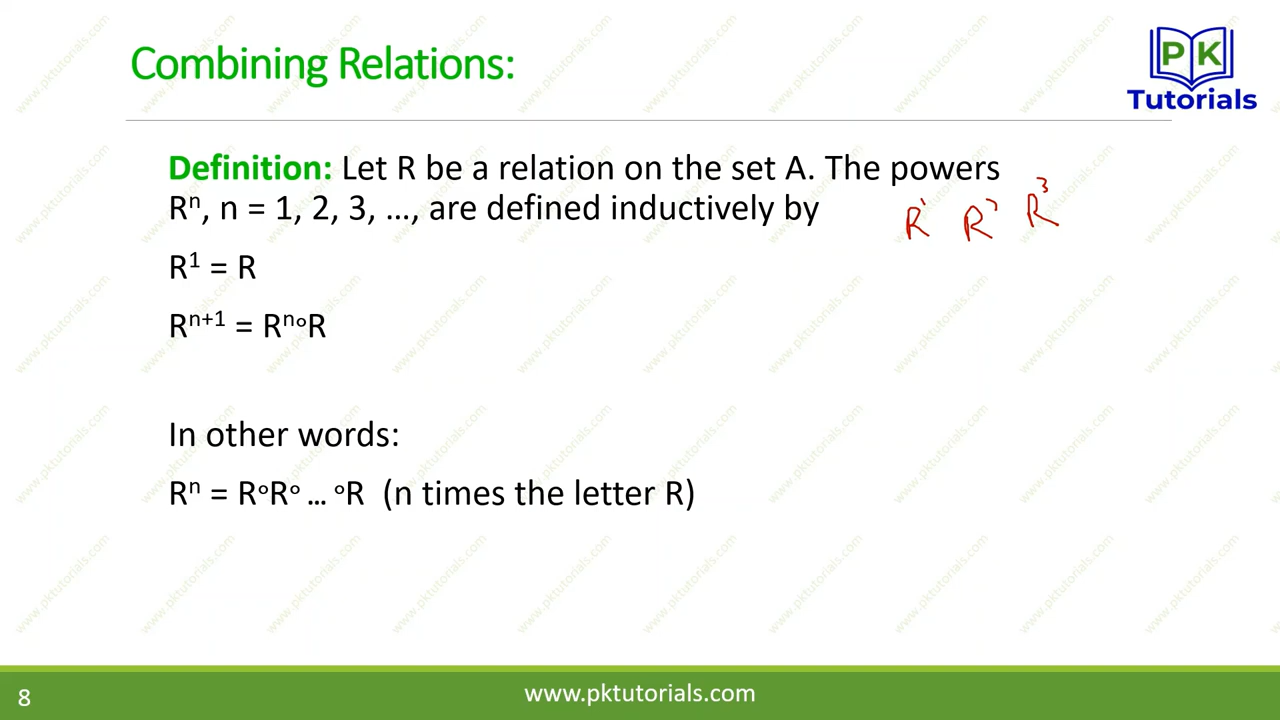 Combining Relations:
PK
Tutorials
Definition: Let R be a relation on the set A. The powers
Rⁿ, n = 1, 2, 3, …, are defined inductively by
R¹ R² R³
R¹ = R
Rⁿ⁺¹ = Rⁿ∘R
In other words:
Rⁿ = R∘R∘ … ∘R (n times the letter R)
8
www.pktutorials.com